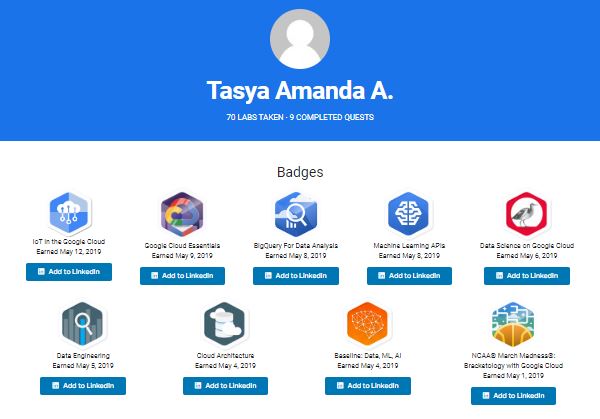 Tasya Amanda A.
70 LABS TAKEN · 9 COMPLETED QUESTS
Badges
IoT in the Google Cloud
Earned May 12, 2019
Add to LinkedIn
Google Cloud Essentials
Earned May 9, 2019
Add to LinkedIn
BigQuery For Data Analysis
Earned May 8, 2019
Add to LinkedIn
Machine Learning APIs
Earned May 8, 2019
Add to LinkedIn
Data Science on Google Cloud
Earned May 6, 2019
Add to LinkedIn
Data Engineering
Earned May 5, 2019
Add to LinkedIn
Cloud Architecture
Earned May 4, 2019
Add to LinkedIn
Baseline: Data, ML, AI
Earned May 4, 2019
Add to LinkedIn
NCAA® March Madness®:
Bracketology with Google Cloud
Earned May 1, 2019
Add to LinkedIn